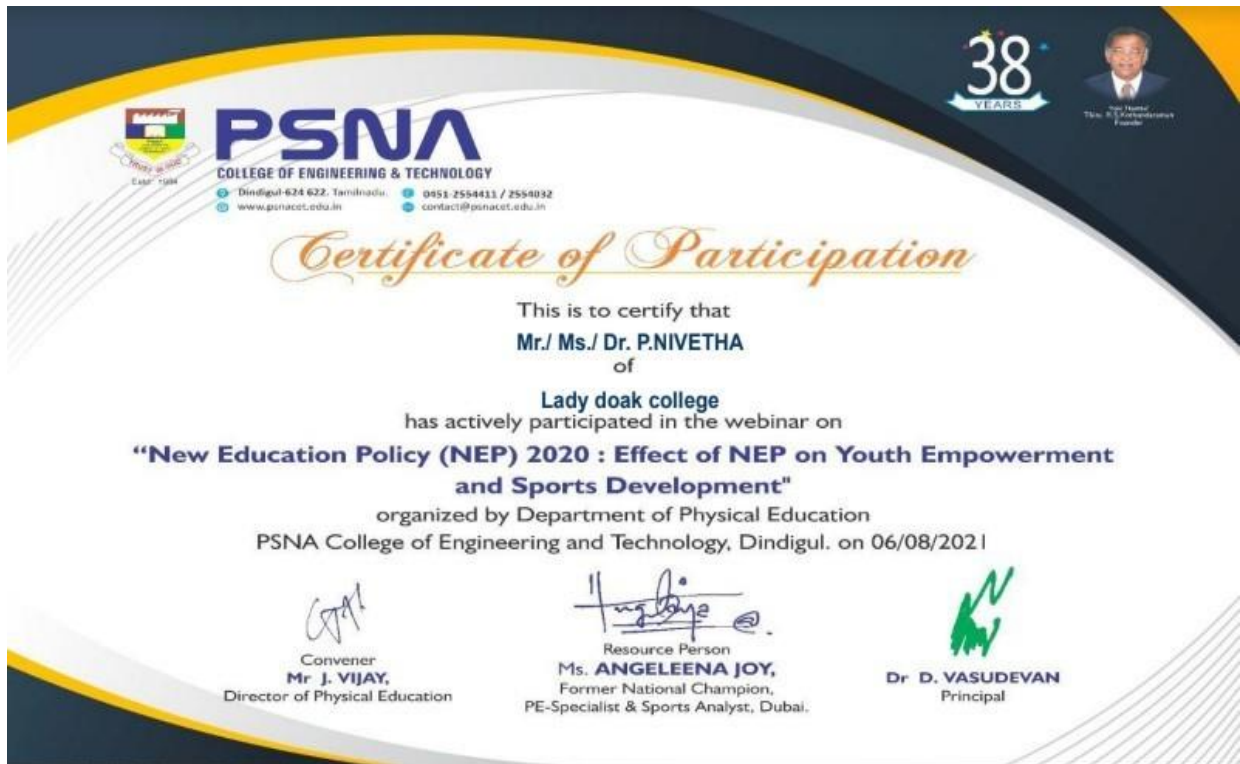 38
YEARS
Thiru. R.S.Kothandaraman
Founder
Estd. 1984
PSNA
COLLEGE OF ENGINEERING & TECHNOLOGY
Dindigul-624 622. Tamilnadu. 0451-2554411 / 2554032
www.psnacet.edu.in contact@psnacet.edu.in
Certificate of Participation
This is to certify that
Mr./ Ms./ Dr. P.NIVETHA
of
Lady doak college
has actively participated in the webinar on
“New Education Policy (NEP) 2020 : Effect of NEP on Youth Empowerment
and Sports Development"
organized by Department of Physical Education
PSNA College of Engineering and Technology, Dindigul. on 06/08/2021
Convener
Mr J. VIJAY,
Director of Physical Education
Resource Person
Ms. ANGELEENA JOY,
Former National Champion,
PE-Specialist & Sports Analyst, Dubai.
Dr D. VASUDEVAN
Principal